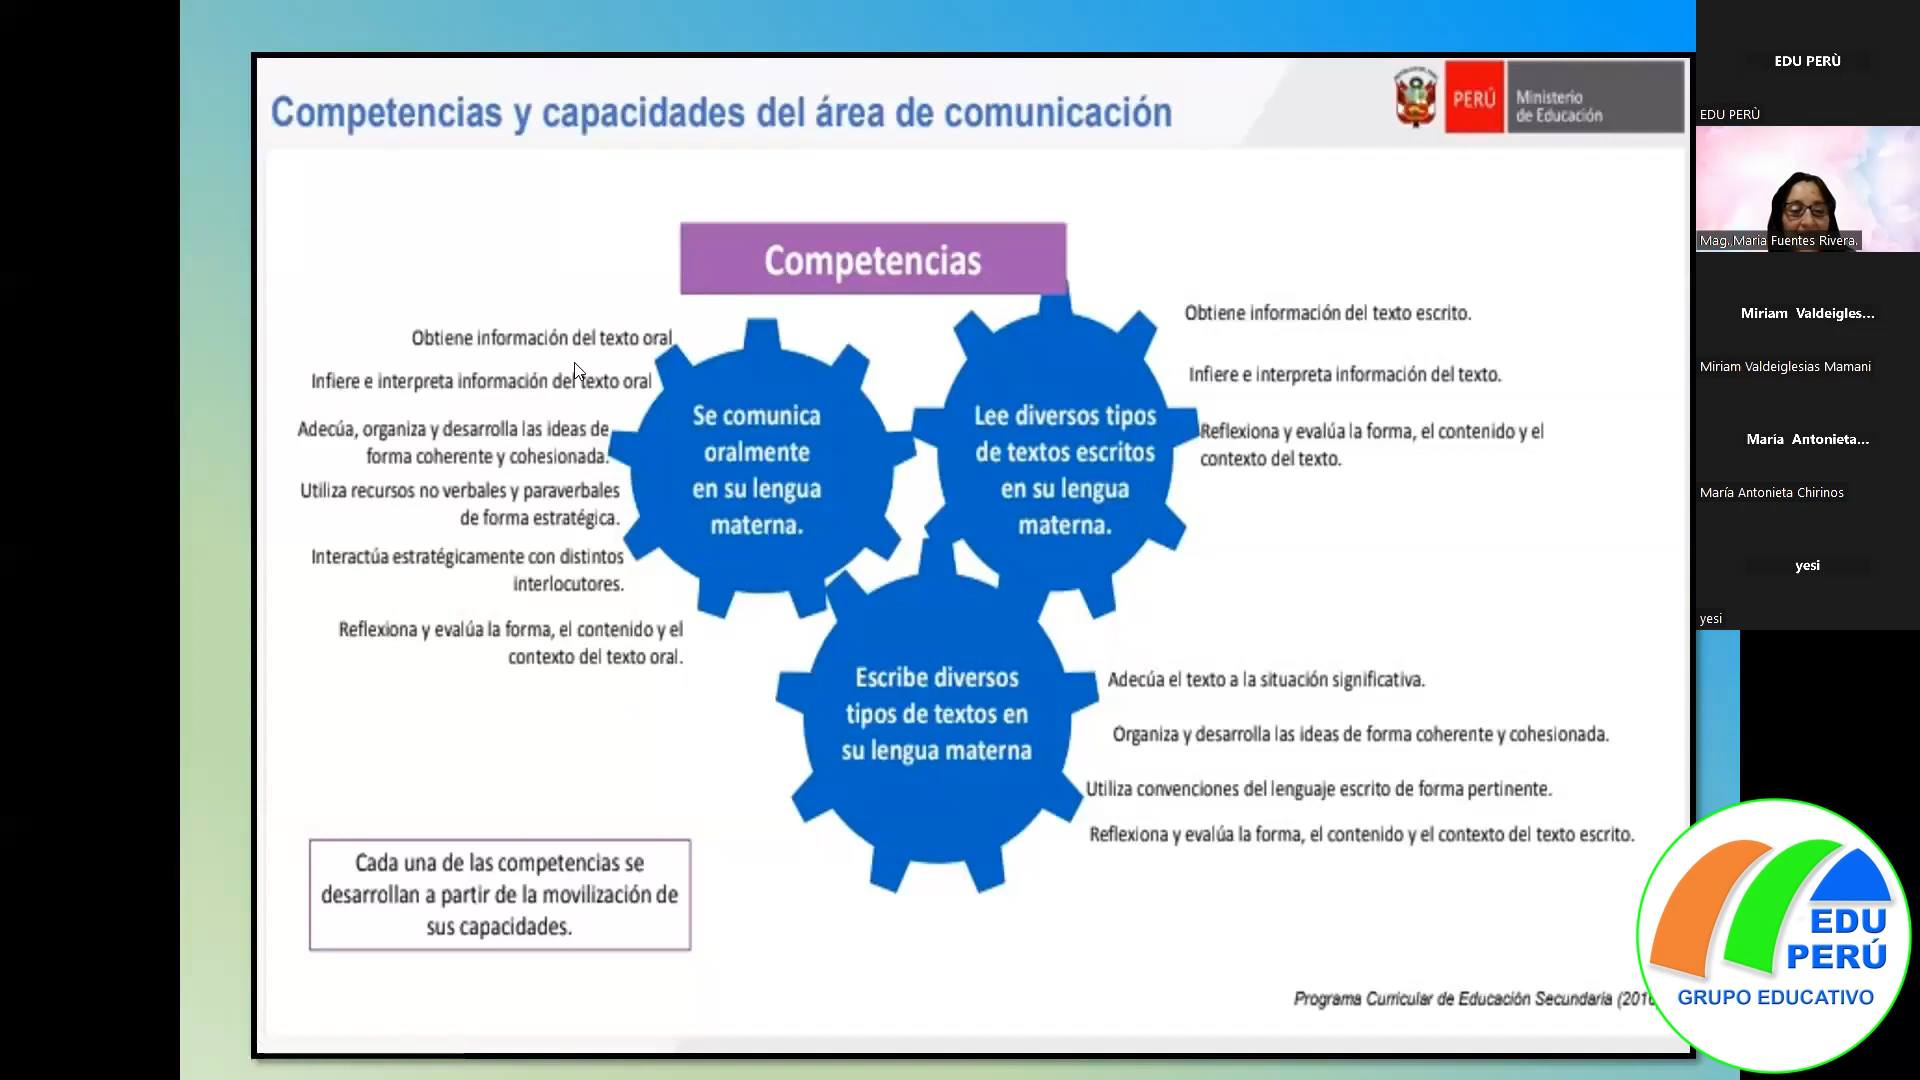 Competencias y capacidades del área de comunicación
PERÚ
Ministerio
de Educación
Competencias
Obtiene información del texto oral
Infiere e interpreta información del texto oral
Adecúa, organiza y desarrolla las ideas de
forma coherente y cohesionada.
Utiliza recursos no verbales y paraverbales
de forma estratégica.
Interactúa estratégicamente con distintos
interlocutores.
Reflexiona y evalúa la forma, el contenido y el
contexto del texto oral.
Se comunica
oralmente
en su lengua
materna.
Lee diversos tipos
de textos escritos
en su lengua
materna.
Obtiene información del texto escrito.
Infiere e interpreta información del texto.
Reflexiona y evalúa la forma, el contenido y el
contexto del texto.
Escribe diversos
tipos de textos en
su lengua materna
Adecúa el texto a la situación significativa.
Organiza y desarrolla las ideas de forma coherente y cohesionada.
Utiliza convenciones del lenguaje escrito de forma pertinente.
Reflexiona y evalúa la forma, el contenido y el contexto del texto escrito.
Cada una de las competencias se
desarrollan a partir de la movilización de
sus capacidades.
Programa Curricular de Educación Secundaria
EDU PERÙ
EDU PERÙ
Mag. Maria Fuentes Rivera.
Miriam Valdeigles...
Miriam Valdeiglesias Mamani
María Antonieta...
María Antonieta Chirinos
yesi
yesi
EDU
PERÚ
GRUPO EDUCATIVO